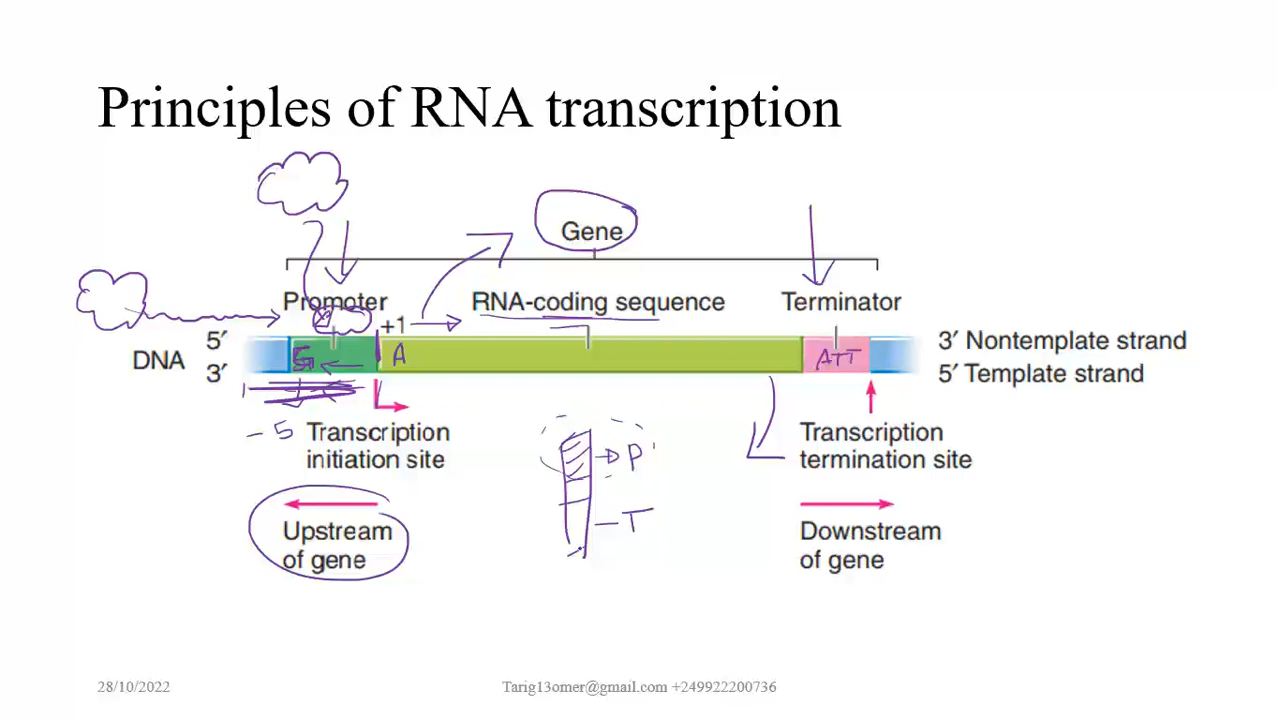 Principles of RNA transcription
Gene
Promoter RNA-coding sequence Terminator
+1
5′ 3′ Nontemplate strand
DNA A ATT
3′ 5′ Template strand
- 5 Transcription initiation site
Transcription termination site
P
T
Upstream of gene
Downstream of gene
28/10/2022 Tarig13omer@gmail.com +249922200736